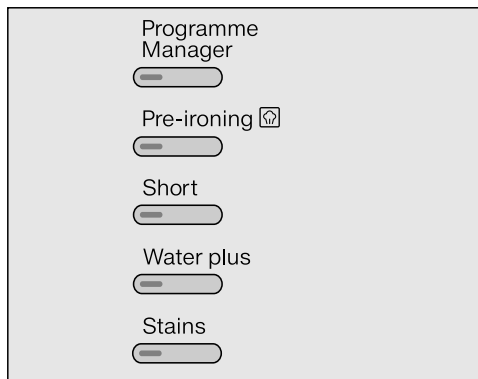 Programme
Manager
Pre-ironing
Short
Water plus
Stains